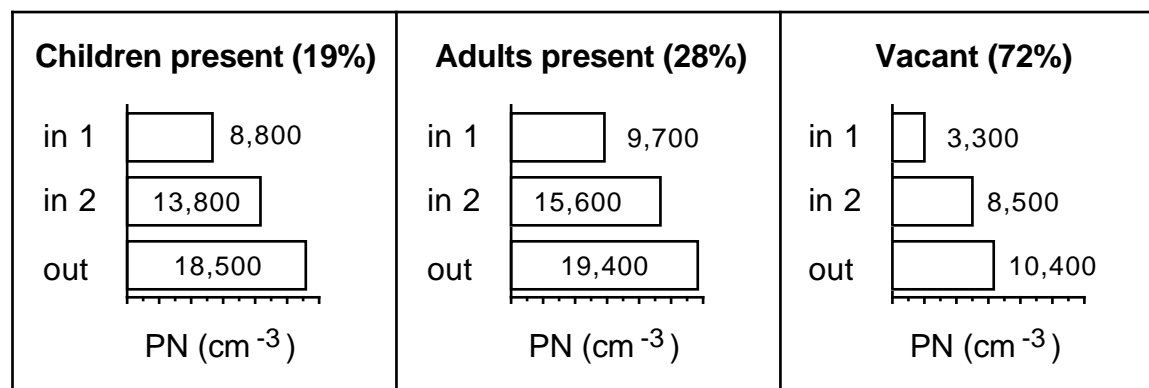 Children present (19%)
in 1 8,800
in 2 13,800
out 18,500
PN (cm -3 )
Adults present (28%)
in 1 9,700
in 2 15,600
out 19,400
PN (cm -3 )
Vacant (72%)
in 1 3,300
in 2 8,500
out 10,400
PN (cm -3 )